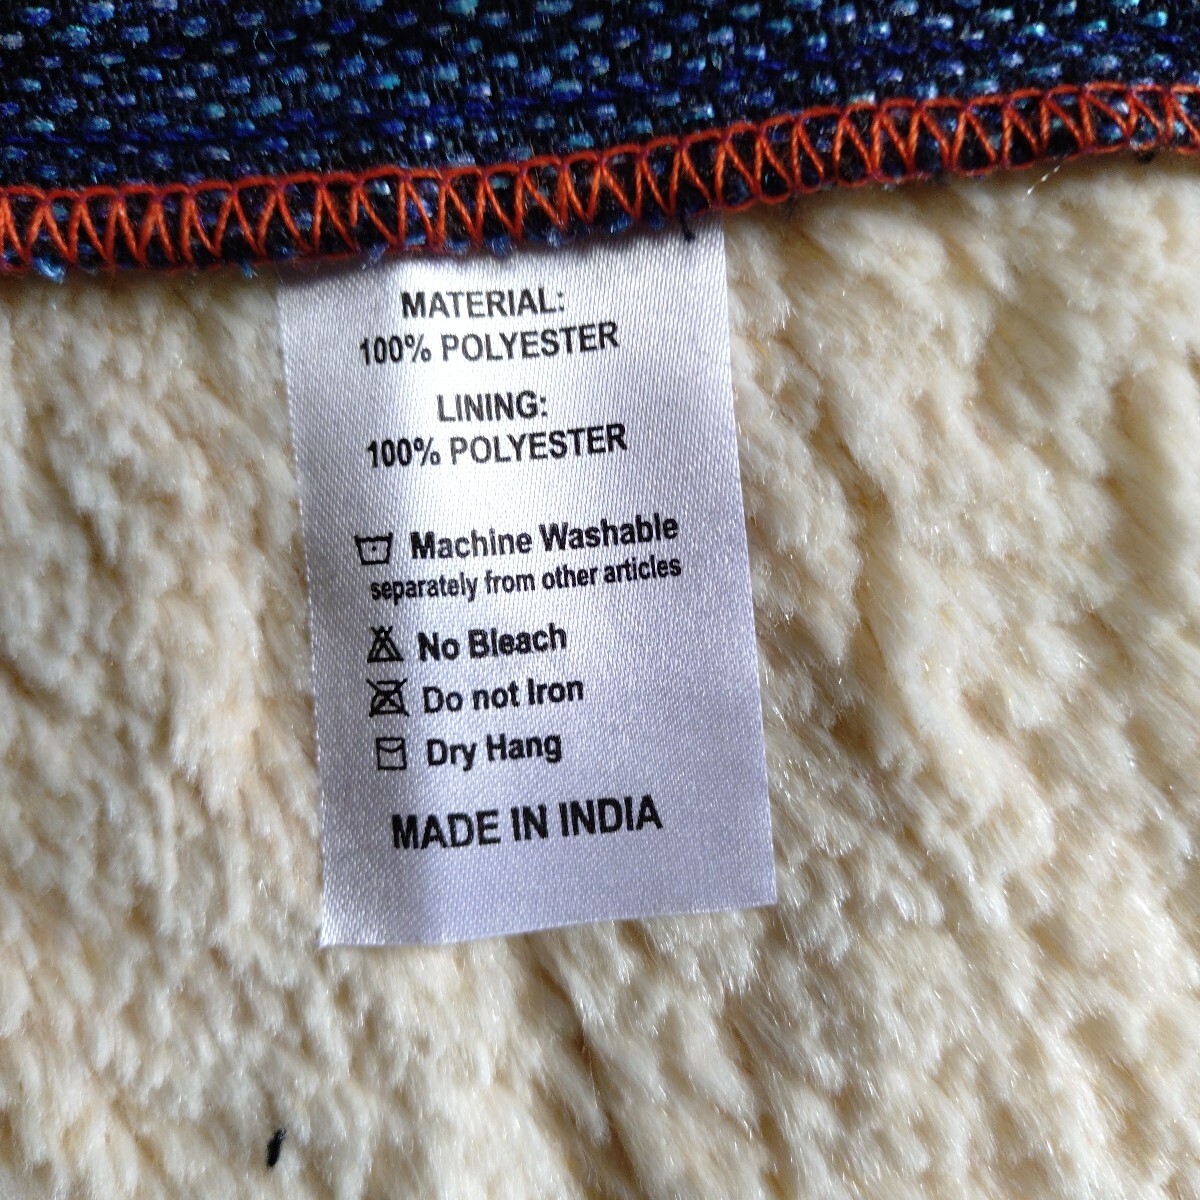 MATERIAL:
100% POLYESTER
LINING:
100% POLYESTER
Machine Washable
separately from other articles
No Bleach
Do not Iron
Dry Hang
MADE IN INDIA